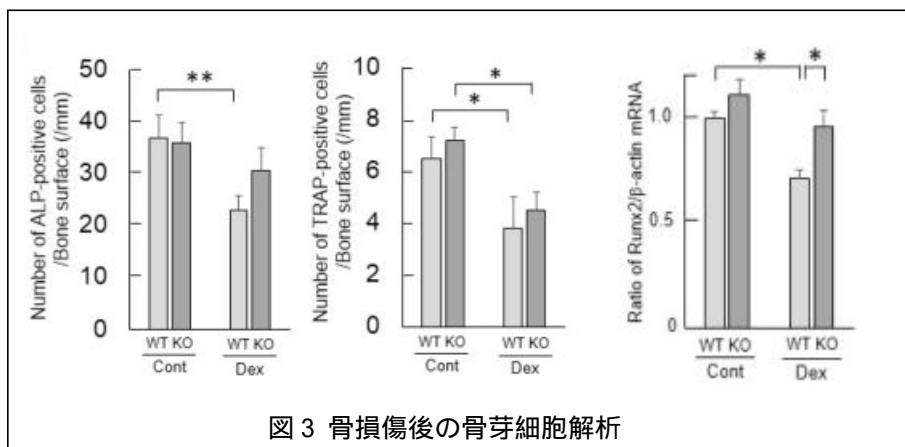 Number of ALP-positive cells
/Bone surface (/mm)
50
40
30
20
10
0
**
WT KO
WT KO
Cont
Dex
Number of TRAP-positive cells
/Bone surface (/mm)
10
8
6
4
2
0
*
*
WT KO
WT KO
Cont
Dex
Ratio of Runx2/β-actin mRNA
1.0
0.5
0
*
*
WT KO
WT KO
Cont
Dex
図 3 骨損傷後の骨芽細胞解析